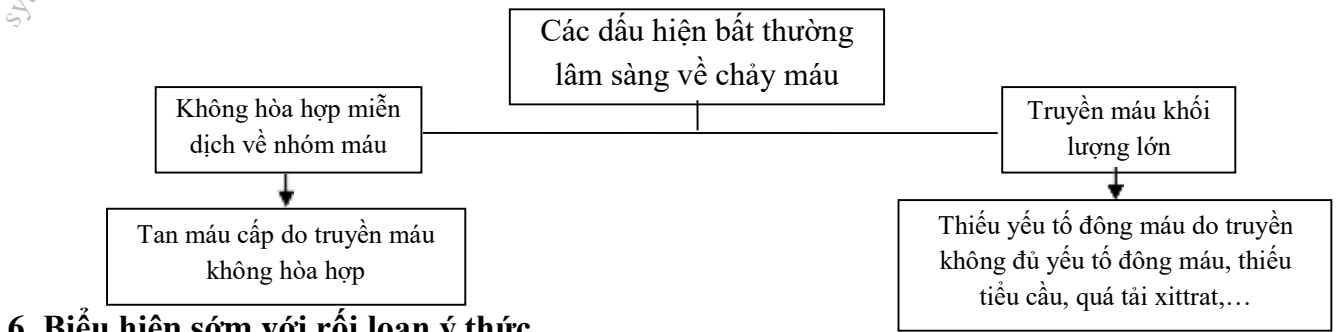 Các dấu hiện bất thường
lâm sàng về chảy máu
Không hòa hợp miễn
dịch về nhóm máu
Truyền máu khối
lượng lớn
Tan máu cấp do truyền máu
không hòa hợp
Thiếu yếu tố đông máu do truyền
không đủ yếu tố đông máu, thiếu
tiểu cầu, quá tải xittrat,…
6. Biểu hiện sớm với rối loạn ý thức